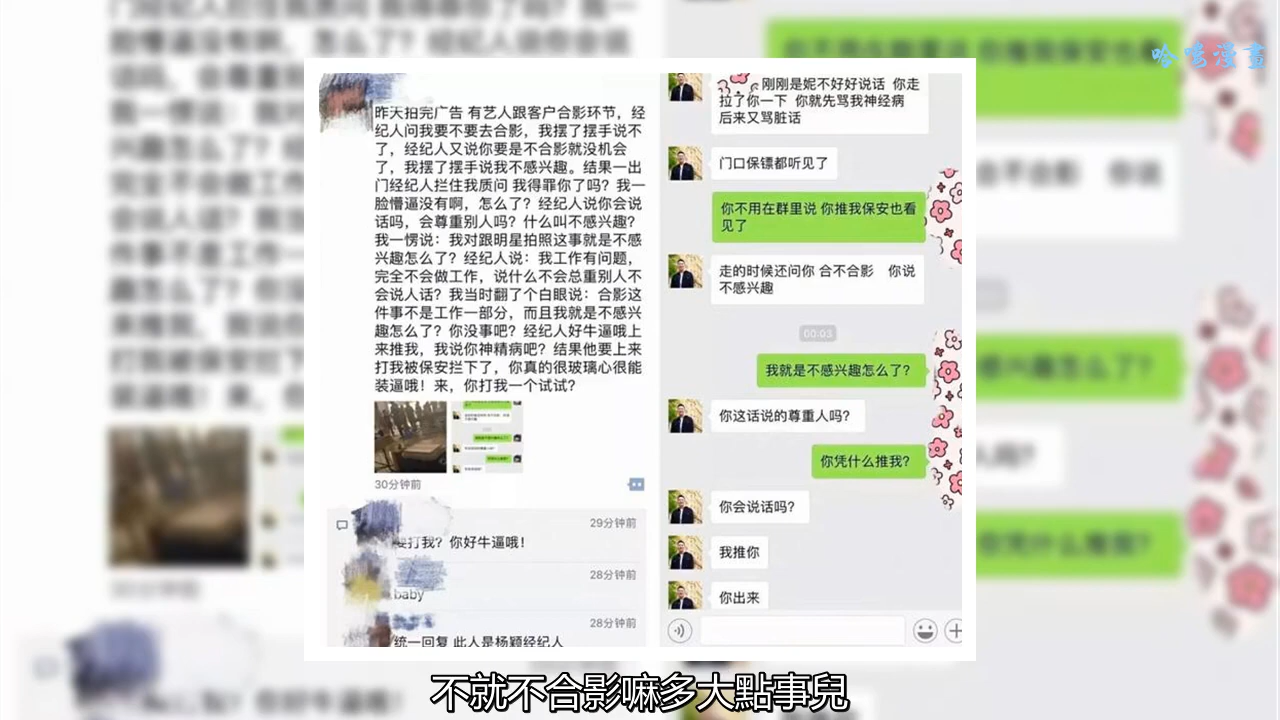 哈嘍漫畫
昨天拍完广告 有艺人跟客户合影环节，经
纪人问我要不要去合影，我摆了摆手说不
了，经纪人又说你要是不合影就没机会
了，我摆了摆手说我不感兴趣。结果一出
门经纪人拦住我质问 我得罪你了吗？我一
脸懵逼没有啊，怎么了？经纪人说你会说
话吗，会尊重别人吗？什么叫不感兴趣？
我一愣说：我对跟明星拍照这事就是不感
兴趣怎么了？经纪人说：我工作有问题，
完全不会做工作，说什么不会总重别人不
会说人话？我当时翻了个白眼说：合影这
件事不是工作一部分，而且我就是不感兴
趣怎么了？你没事吧？经纪人好牛逼哦上
来推我，我说你神精病吧？结果他要上来
打我被保安拦下了，你真的很玻璃心很能
装逼哦！来，你打我一个试试？
30分钟前
29分钟前
要打我？你好牛逼哦！
28分钟前
baby
28分钟前
统一回复 此人是杨颖经纪人
刚刚是妮不好好说话 你走
拉了你一下 你就先骂我神经病
后来又骂脏话
门口保镖都听见了
你不用在群里说 你推我保安也看
见了
走的时候还问你 合不合影 你说
不感兴趣
00:03
我就是不感兴趣怎么了？
你这话说的尊重人吗？
你凭什么推我？
你会说话吗？
我推你
你出来
不就不合影嘛多大點事兒